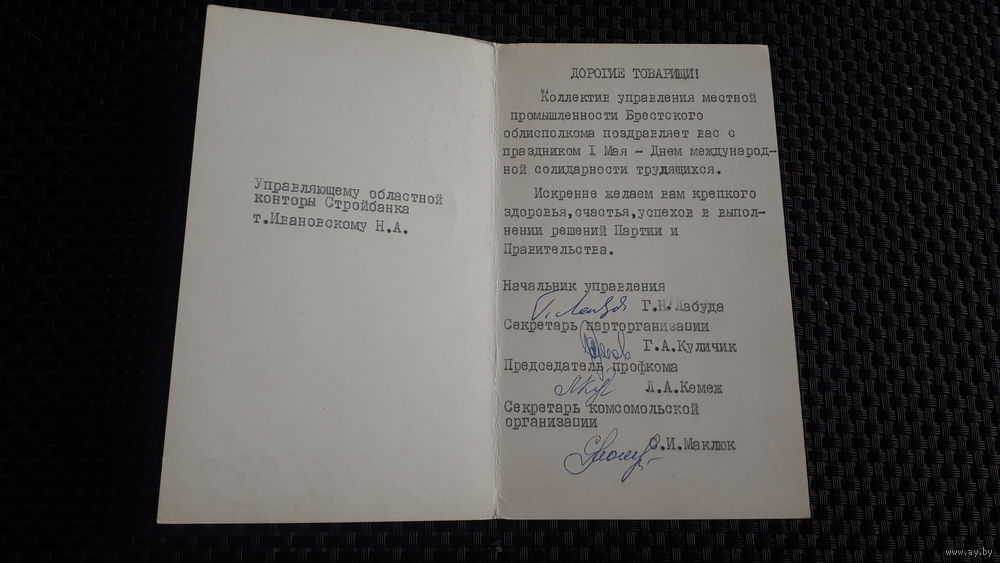 Управляющему областной
конторы Стройбанка
т.Ивановскому Н.А.
ДОРОГИЕ ТОВАРИЩИ!
Коллектив управления местной
промышленности Брестского
облисполкома поздравляет вас с
праздником I Мая - Днем международ-
ной солидарности трудящихся.
Искренне желаем вам крепкого
здоровья,счастья,успехов в выпол-
нении решений Партии и
Правительства.
Начальник управления
Г.Н.Лабуда
Секретарь парторганизации
Г.А.Куличик
Председатель профкома
Л.А.Кемеж
Секретарь комсомольской
организации
И.Маклюк
www.ay.by